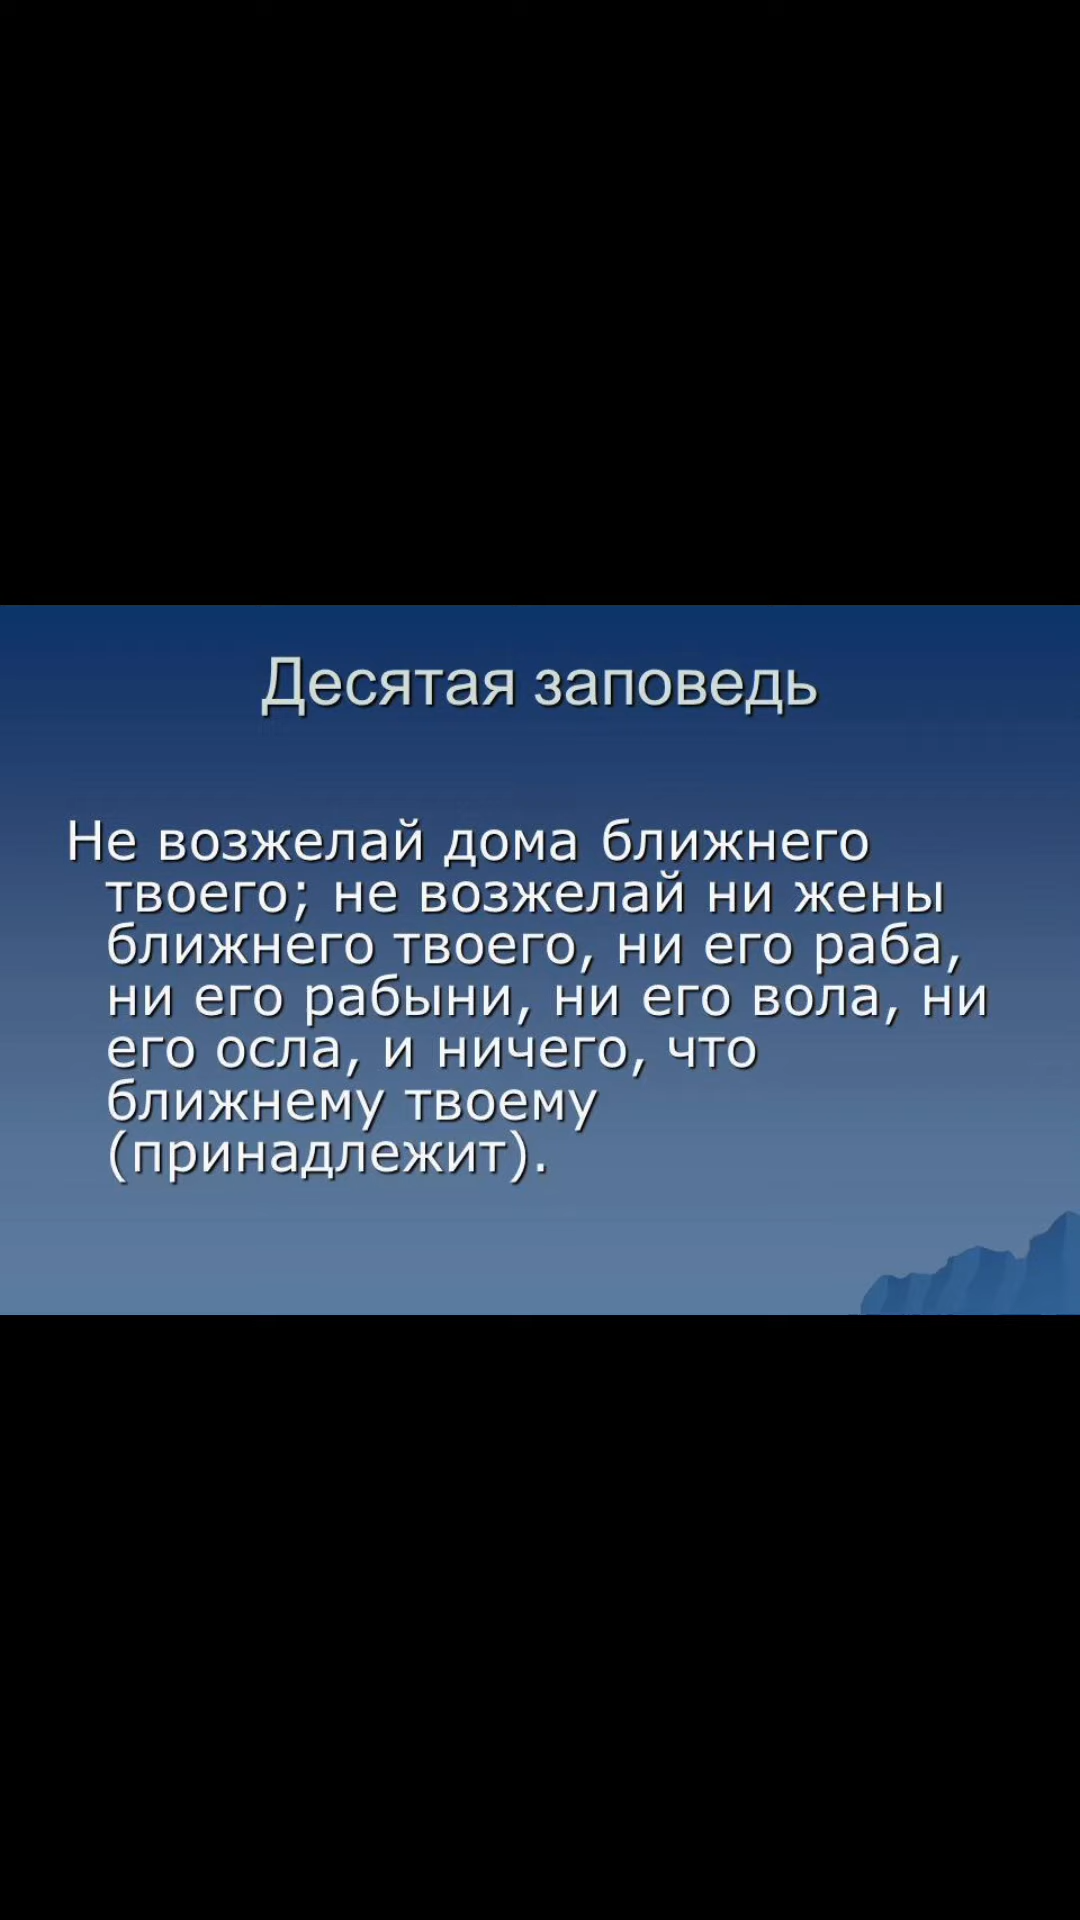 Десятая заповедь
Не возжелай дома ближнего
твоего; не возжелай ни жены
ближнего твоего, ни его раба,
ни его рабыни, ни его вола, ни
его осла, и ничего, что
ближнему твоему
(принадлежит).